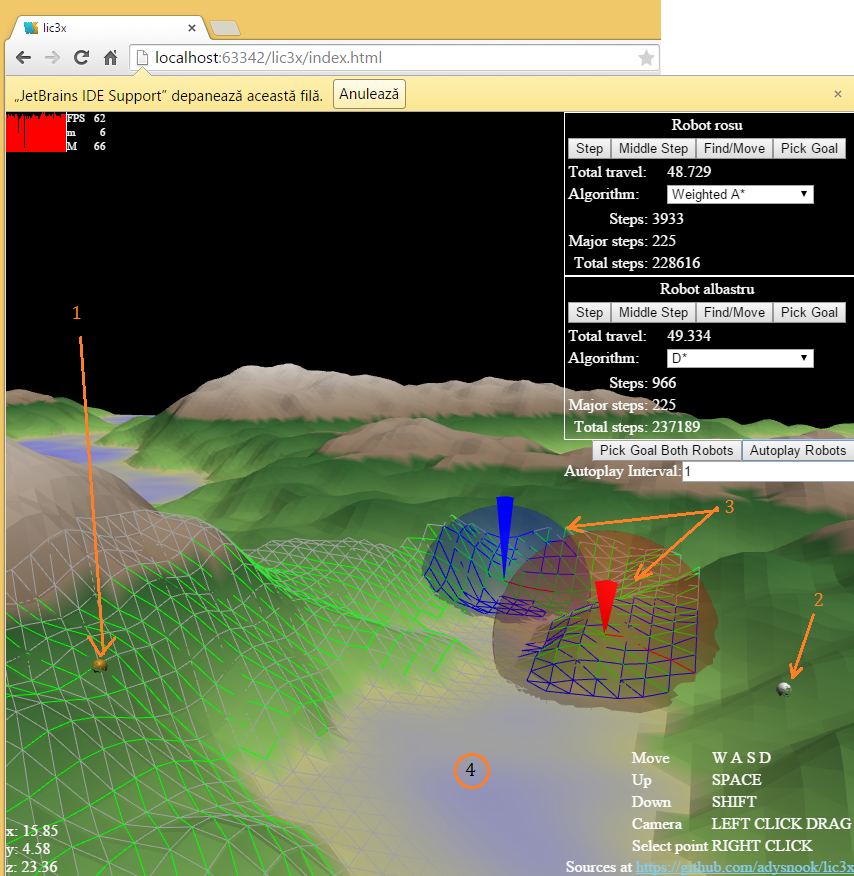 lic3x
localhost:63342/lic3x/index.html
„JetBrains IDE Support” depanează această filă. Anulează
FPS 62
m 6
M 66
Robot rosu
Step Middle Step Find/Move Pick Goal
Total travel: 48.729
Algorithm: Weighted A*
Steps: 3933
Major steps: 225
Total steps: 228616
Robot albastru
Step Middle Step Find/Move Pick Goal
Total travel: 49.334
Algorithm: D*
Steps: 966
Major steps: 225
Total steps: 237189
Pick Goal Both Robots Autoplay Robots
Autoplay Interval: 1
1
3
2
4
Move W A S D
Up SPACE
Down SHIFT
Camera LEFT CLICK DRAG
Select point RIGHT CLICK
Sources at https://github.com/adysnook/lic3x
x: 15.85
y: 4.58
z: 23.36